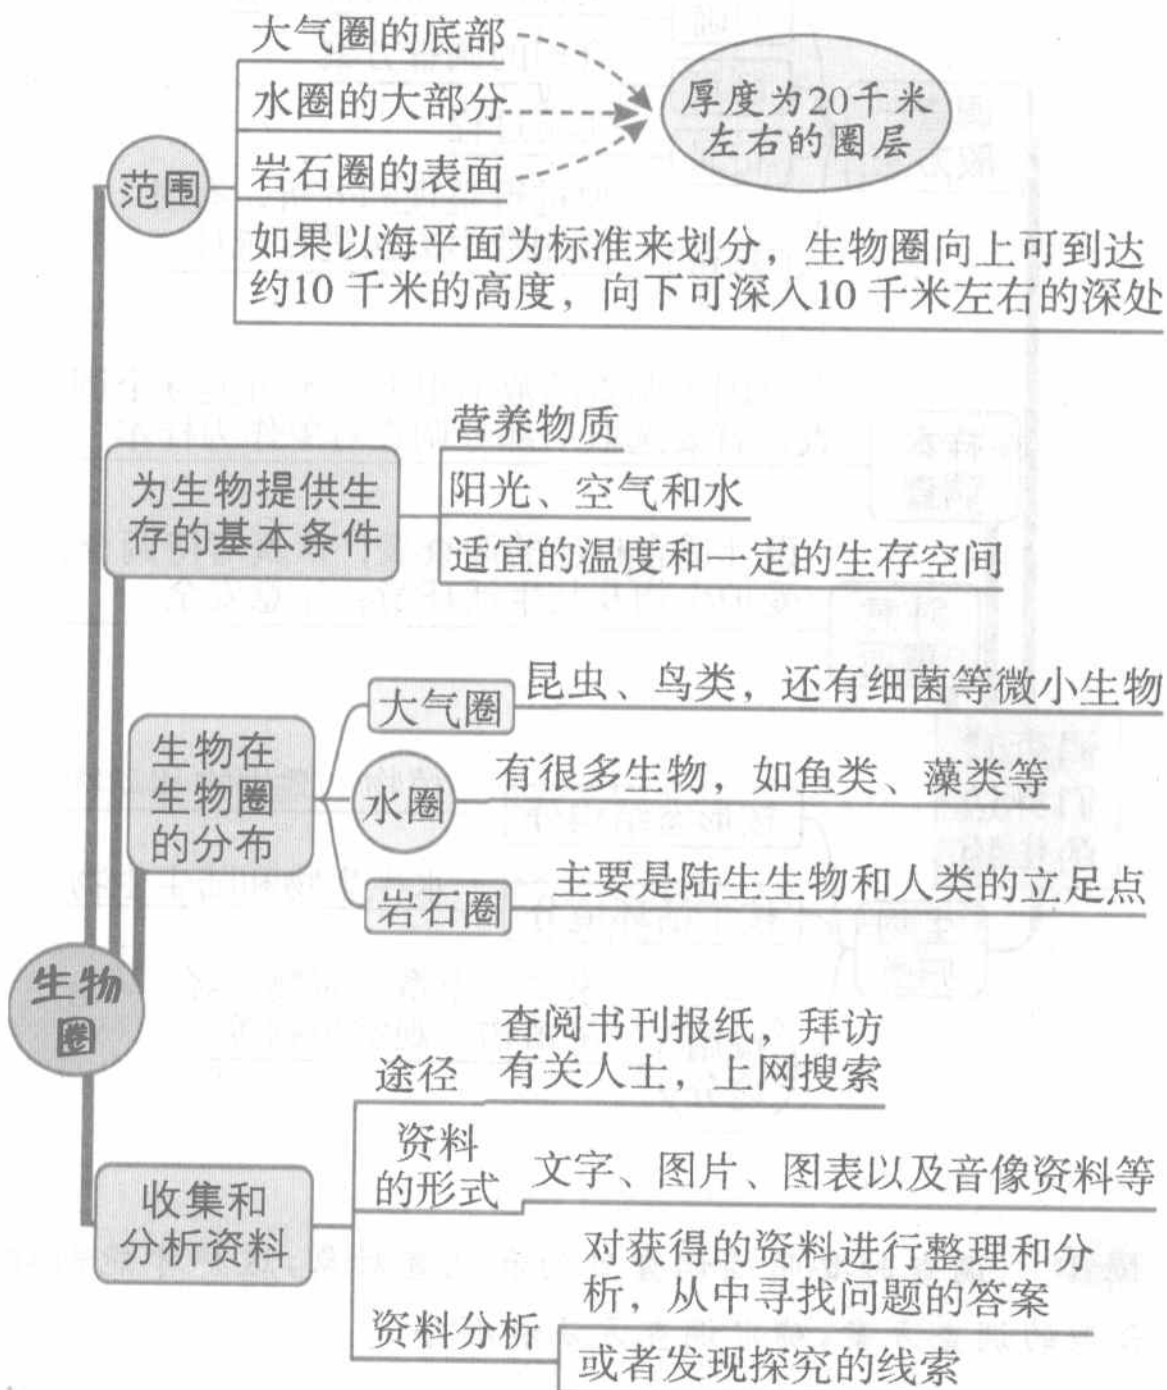 大气圈的底部
水圈的大部分
岩石圈的表面
厚度为20千米
左右的圈层
范围
如果以海平面为标准来划分，生物圈向上可到达
约10 千米的高度，向下可深入10 千米左右的深处
为生物提供生
存的基本条件
营养物质
阳光、空气和水
适宜的温度和一定的生存空间
生物在
生物圈
的分布
大气圈
昆虫、鸟类，还有细菌等微小生物
水圈
有很多生物，如鱼类、藻类等
岩石圈
主要是陆生生物和人类的立足点
生物
圈
收集和
分析资料
途径
查阅书刊报纸，拜访
有关人士，上网搜索
资料
的形式
文字、图片、图表以及音像资料等
资料分析
对获得的资料进行整理和分
析，从中寻找问题的答案
或者发现探究的线索